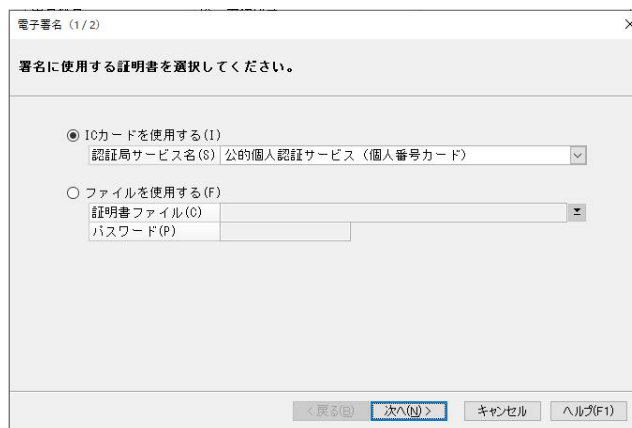 電子署名 (1/2)
署名に使用する証明書を選択してください。
ICカードを使用する(I)
認証局サービス名(S) 公的個人認証サービス (個人番号カード)
ファイルを使用する(F)
証明書ファイル(C)
パスワード(P)
<戻る(B) 次へ(N)> キャンセル ヘルプ(F1)